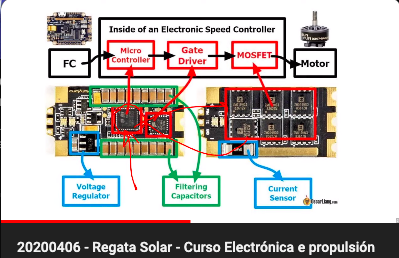 Inside of an Electronic Speed Controller
FC
Micro Controller
Gate Driver
MOSFET
Motor
Voltage Regulator
Filtering Capacitors
Current Sensor
OscarLiang.com
20200406 - Regata Solar - Curso Electrónica e propulsión